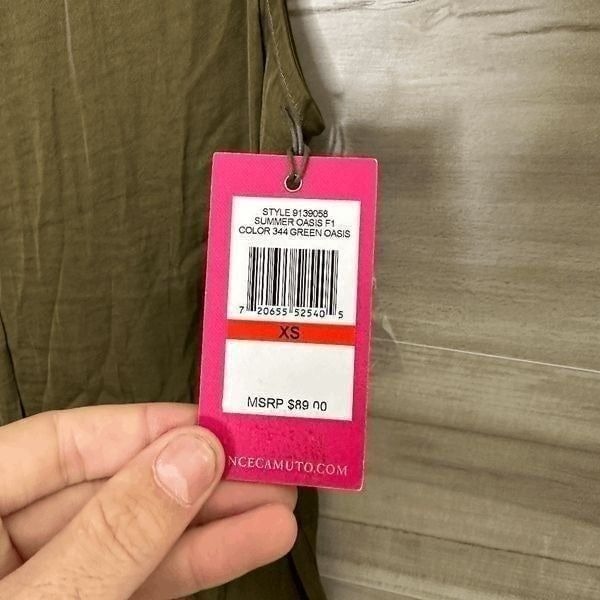 STYLE 9139058
SUMMER OASIS F1
COLOR 344 GREEN OASIS
7 20655 52540 5
XS
MSRP $89.00
NCECAMUTO.COM